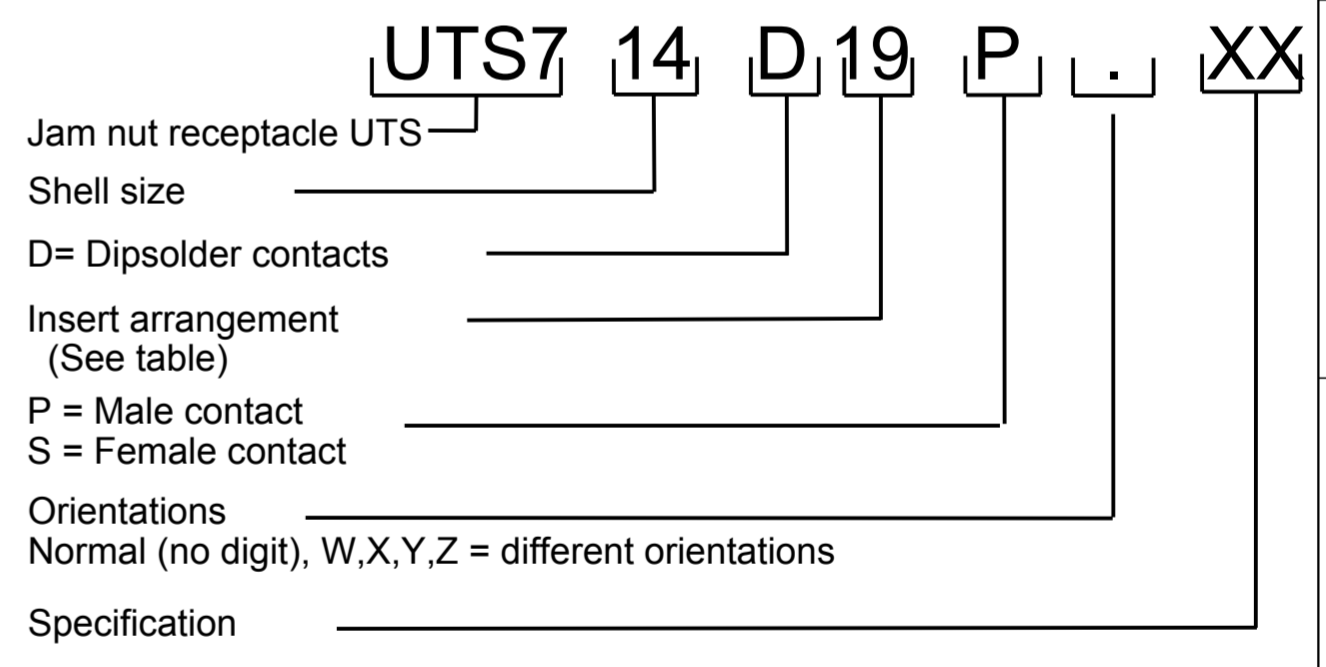 UTS7 14 D 19 P . XX
Jam nut receptacle UTS
Shell size
D= Dipsolder contacts
Insert arrangement
(See table)
P = Male contact
S = Female contact
Orientations
Normal (no digit), W,X,Y,Z = different orientations
Specification